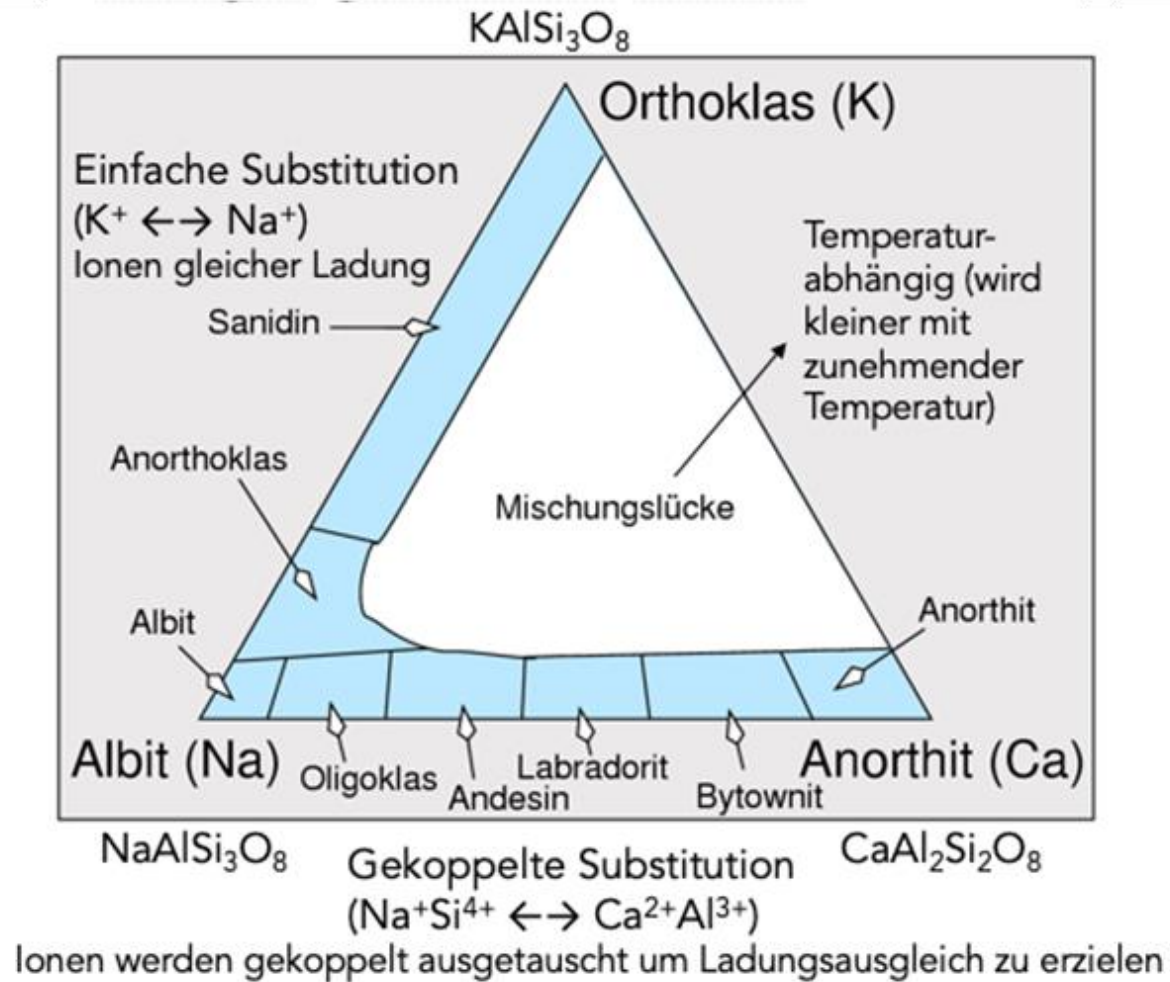 KAlSi₃O₈
Orthoklas (K)
Einfache Substitution
(K⁺ ←→ Na⁺)
Ionen gleicher Ladung
Sanidin
Temperatur-
abhängig (wird
kleiner mit
zunehmender
Temperatur)
Anorthoklas
Mischungslücke
Albit
Anorthit
Albit (Na)
Oligoklas
Andesin
Labradorit
Bytownit
Anorthit (Ca)
NaAlSi₃O₈
CaAl₂Si₂O₈
Gekoppelte Substitution
(Na⁺Si⁴⁺ ←→ Ca²⁺Al³⁺)
Ionen werden gekoppelt ausgetauscht um Ladungsausgleich zu erzielen